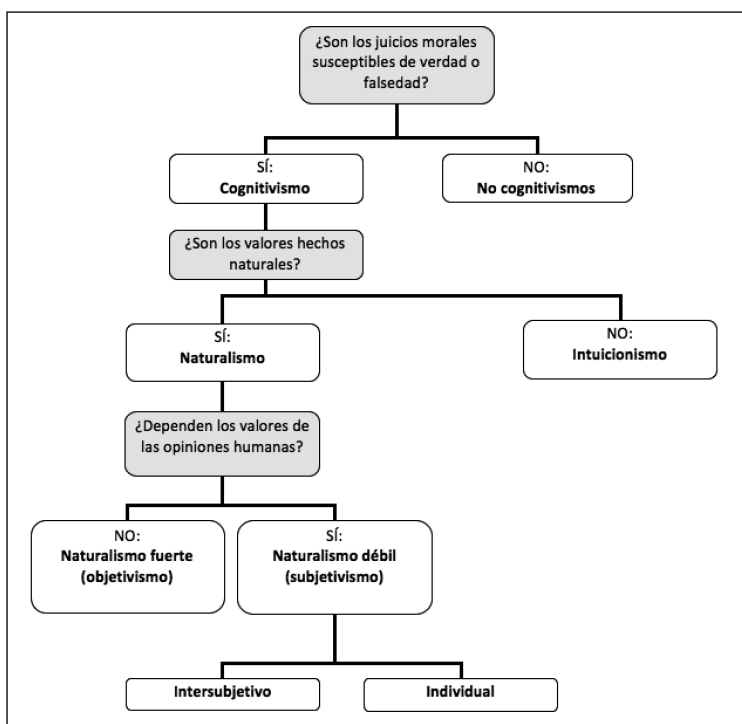 ¿Son los juicios morales
susceptibles de verdad o
falsedad?
SÍ:
Cognitivismo
NO:
No cognitivismos
¿Son los valores hechos
naturales?
SÍ:
Naturalismo
NO:
Intuicionismo
¿Dependen los valores de
las opiniones humanas?
NO:
Naturalismo fuerte
(objetivismo)
SÍ:
Naturalismo débil
(subjetivismo)
Intersubjetivo
Individual